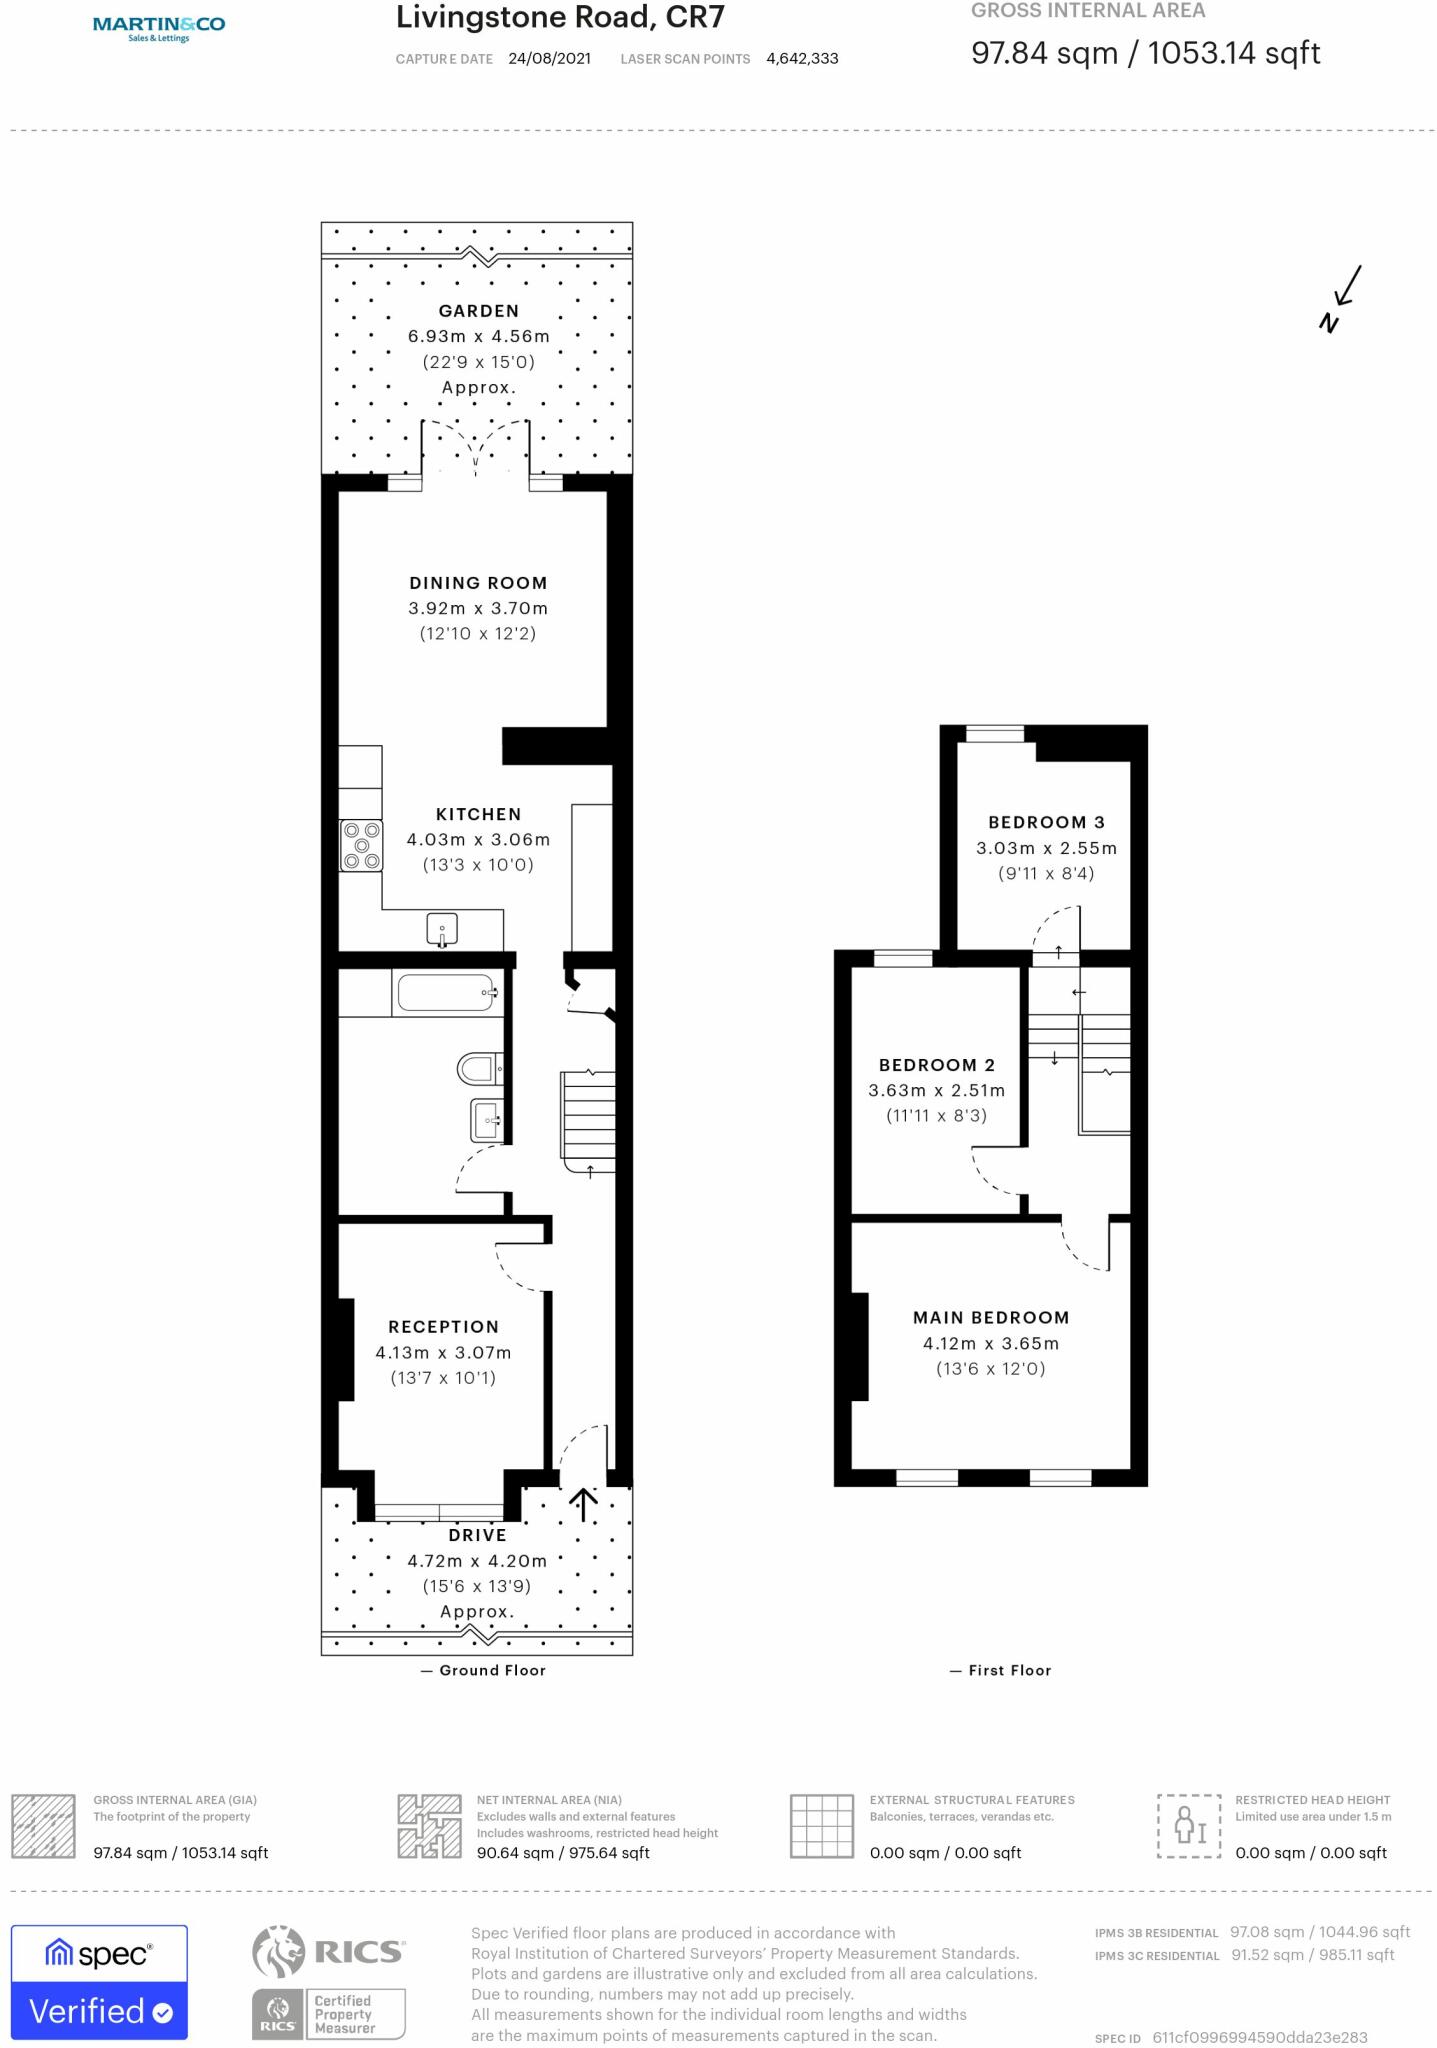 MARTIN&CO
Sales & Lettings
Livingstone Road, CR7
CAPTURE DATE 24/08/2021 LASER SCAN POINTS 4,642,333
GROSS INTERNAL AREA
97.84 sqm / 1053.14 sqft
N
GARDEN
6.93m x 4.56m
(22'9 x 15'0)
Approx.
DINING ROOM
3.92m x 3.70m
(12'10 x 12'2)
KITCHEN
4.03m x 3.06m
(13'3 x 10'0)
RECEPTION
4.13m x 3.07m
(13'7 x 10'1)
DRIVE
4.72m x 4.20m
(15'6 x 13'9)
Approx.
— Ground Floor
BEDROOM 3
3.03m x 2.55m
(9'11 x 8'4)
BEDROOM 2
3.63m x 2.51m
(11'11 x 8'3)
MAIN BEDROOM
4.12m x 3.65m
(13'6 x 12'0)
— First Floor
GROSS INTERNAL AREA (GIA)
The footprint of the property
97.84 sqm / 1053.14 sqft
NET INTERNAL AREA (NIA)
Excludes walls and external features
Includes washrooms, restricted head height
90.64 sqm / 975.64 sqft
EXTERNAL STRUCTURAL FEATURES
Balconies, terraces, verandas etc.
0.00 sqm / 0.00 sqft
RESTRICTED HEAD HEIGHT
Limited use area under 1.5 m
0.00 sqm / 0.00 sqft
spec®
Verified
RICS®
RICS
Certified
Property
Measurer
Spec Verified floor plans are produced in accordance with
Royal Institution of Chartered Surveyors' Property Measurement Standards.
Plots and gardens are illustrative only and excluded from all area calculations.
Due to rounding, numbers may not add up precisely.
All measurements shown for the individual room lengths and widths
are the maximum points of measurements captured in the scan.
IPMS 3B RESIDENTIAL 97.08 sqm / 1044.96 sqft
IPMS 3C RESIDENTIAL 91.52 sqm / 985.11 sqft
SPEC ID 611cf0996994590dda23e283